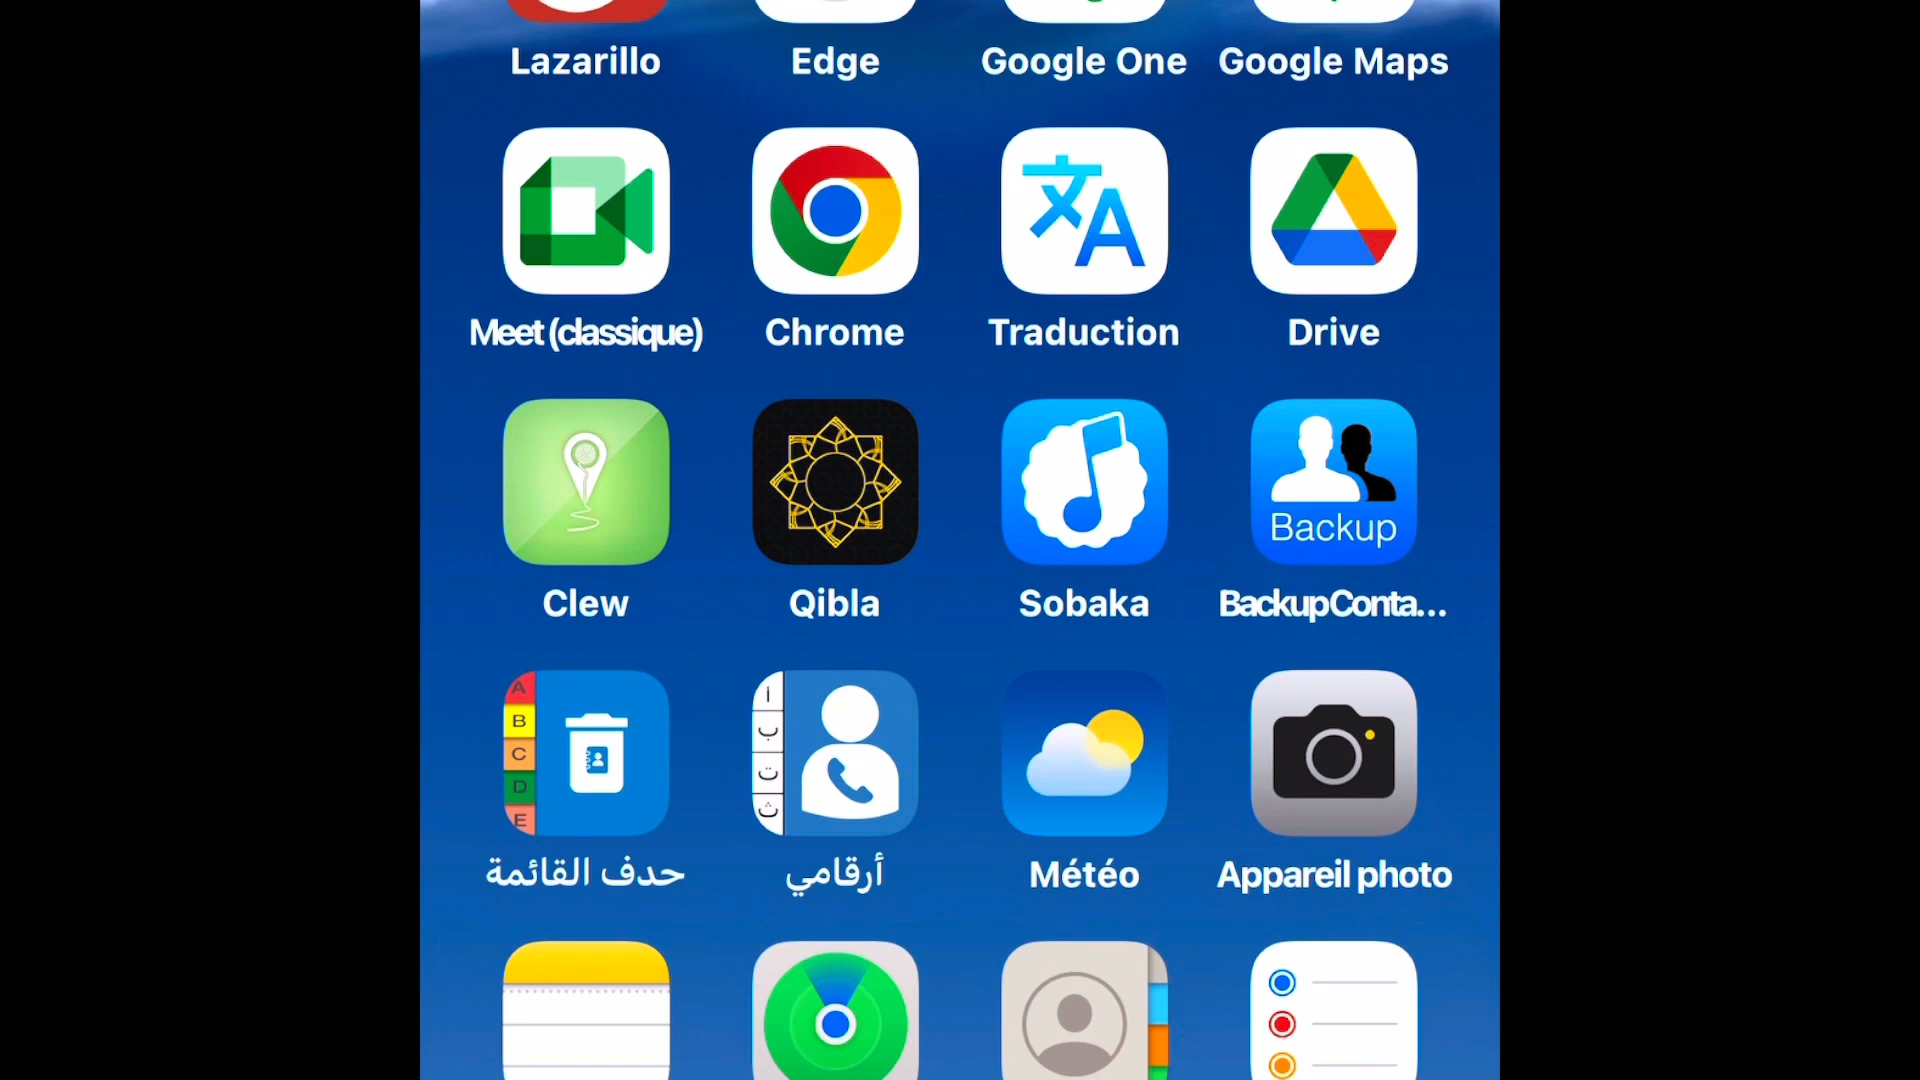 Lazarillo
Edge
Google One
Google Maps
Meet (classique)
Chrome
Traduction
Drive
Backup
Clew
Qibla
Sobaka
BackupConta...
A
B
C
D
E
أ
ب
ت
ث
حدف القائمة
أرقامي
Météo
Appareil photo